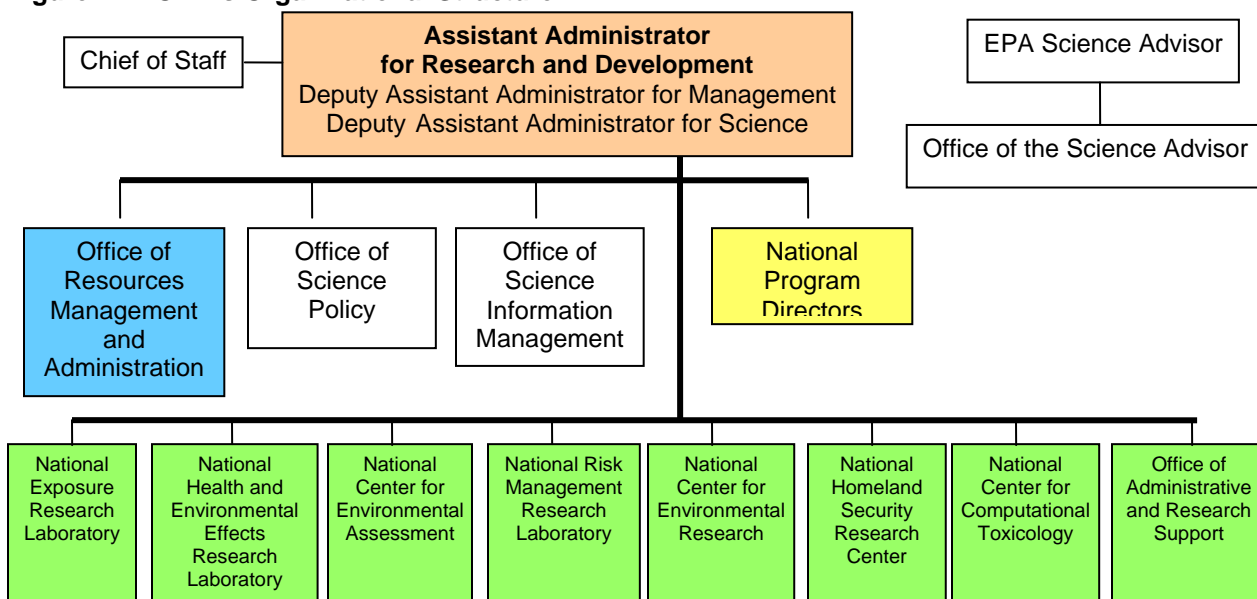 Chief of Staff
Assistant Administrator
for Research and Development
Deputy Assistant Administrator for Management
Deputy Assistant Administrator for Science
EPA Science Advisor
Office of the Science Advisor
Office of
Resources
Management
and
Administration
Office of
Science
Policy
Office of
Science
Information
Management
National
Program
Directors
National
Exposure
Research
Laboratory
National
Health and
Environmental
Effects
Research
Laboratory
National
Center for
Environmental
Assessment
National Risk
Management
Research
Laboratory
National
Center for
Environmental
Research
National
Homeland
Security
Research
Center
National
Center for
Computational
Toxicology
Office of
Administrative
and Research
Support